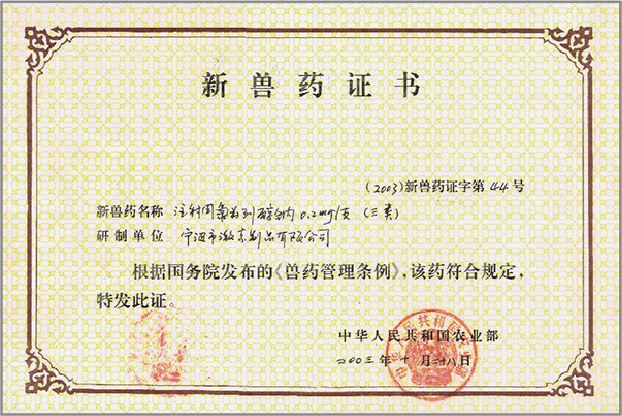 新兽药证书
(2003)新兽药证字第44号
新兽药名称 注射用氯前列醇钠0.2mg/支(三类)
研制单位 宁波市激素制品有限公司
根据国务院发布的《兽药管理条例》,该药符合规定,
特发此证。
中华人民共和国农业部
二00三年十月二十八日